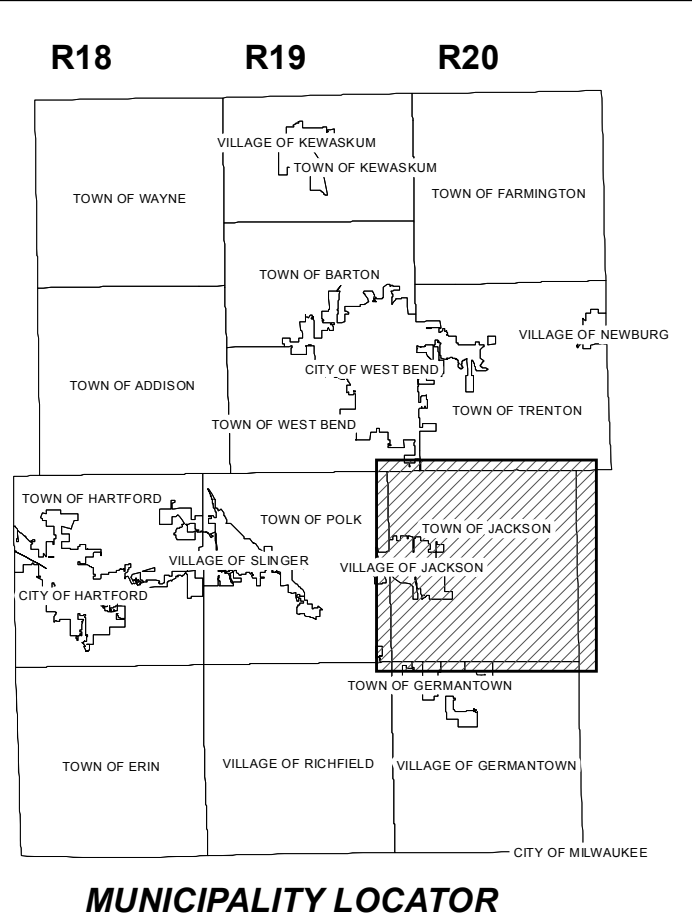 R18 R19 R20
VILLAGE OF KEWASKUM
TOWN OF KEWASKUM
TOWN OF WAYNE
TOWN OF FARMINGTON
TOWN OF BARTON
VILLAGE OF NEWBURG
CITY OF WEST BEND
TOWN OF ADDISON
TOWN OF TRENTON
TOWN OF WEST BEND
TOWN OF HARTFORD
TOWN OF POLK
TOWN OF JACKSON
VILLAGE OF SLINGER
VILLAGE OF JACKSON
CITY OF HARTFORD
TOWN OF GERMANTOWN
TOWN OF ERIN
VILLAGE OF RICHFIELD
VILLAGE OF GERMANTOWN
CITY OF MILWAUKEE
MUNICIPALITY LOCATOR